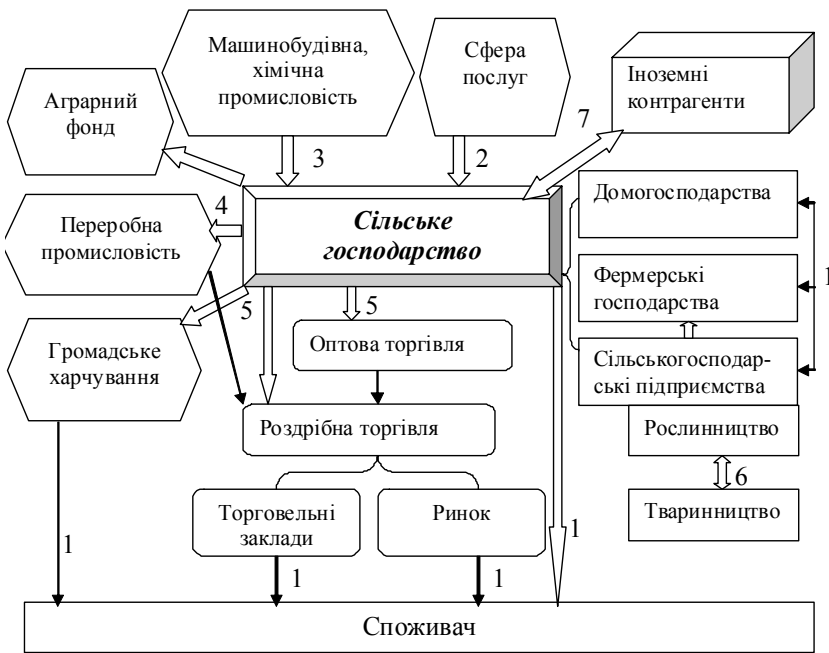 Машинобудівна,
хімічна
промисловість
Сфера
послуг
Іноземні
контрагенти
Аграрний
фонд
7
3
2
Сільське
господарство
Домогосподарства
4
Переробна
промисловість
Фермерські
господарства
1
5
5
Оптова торгівля
Громадське
харчування
Сільськогосподар-
ські підприємства
Роздрібна торгівля
Рослинництво
6
Торговельні
заклади
Ринок
Тваринництво
1
1
1
1
Споживач